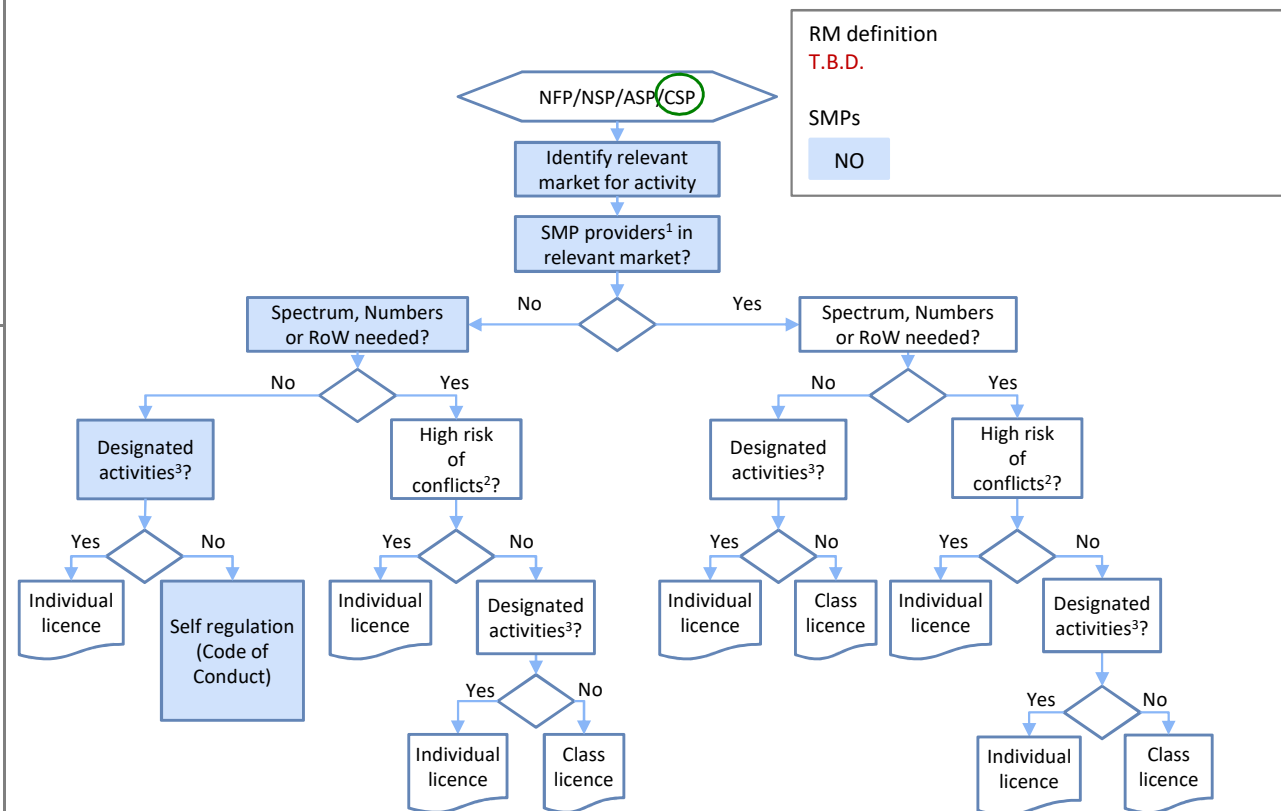 RM definition
T.B.D.
SMPs
NO
NFP/NSP/ASP/CSP
Identify relevant
market for activity
SMP providers¹ in
relevant market?
No
Yes
Spectrum, Numbers
or RoW needed?
Spectrum, Numbers
or RoW needed?
No
Yes
No
Yes
Designated
activities³?
High risk
of
conflicts²?
Designated
activities³?
High risk
of
conflicts²?
Yes
No
Yes
No
Yes
No
Yes
No
Individual
licence
Self regulation
(Code of
Conduct)
Individual
licence
Designated
activities³?
Individual
licence
Class
licence
Individual
licence
Designated
activities³?
Yes
No
Yes
No
Individual
licence
Class
licence
Individual
licence
Class
licence